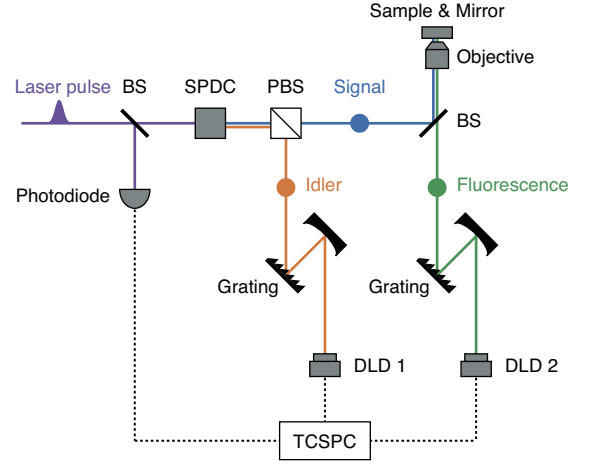 Sample & Mirror
Objective
Laser pulse
BS
SPDC
PBS
Signal
BS
Photodiode
Idler
Fluorescence
Grating
Grating
DLD 1
DLD 2
TCSPC